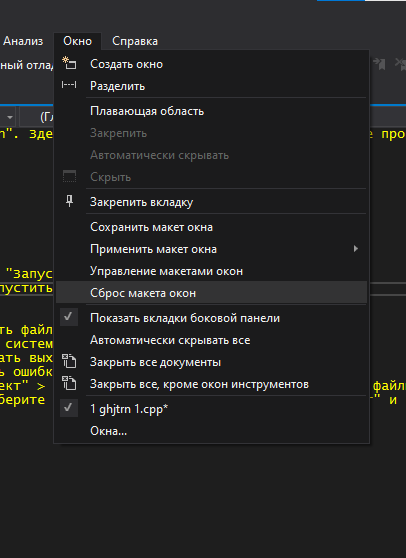 Анализ Окно Справка
ный отлад
Создать окно
Разделить
Плавающая область
(Гл
n". Зде
е про
Закрепить
Автоматически скрывать
Скрыть
Закрепить вкладку
Сохранить макет окна
Применить макет окна
Управление макетами окон
"Запус
Сброс макета окон
пустить
Показать вкладки боковой панели
ть файл
Автоматически скрывать все
систем
Закрыть все документы
ать вых
ь ошибк
Закрыть все, кроме окон инструментов
ект" >
файлы
1 ghjtrn 1.cpp*
берите
" и
Окна...